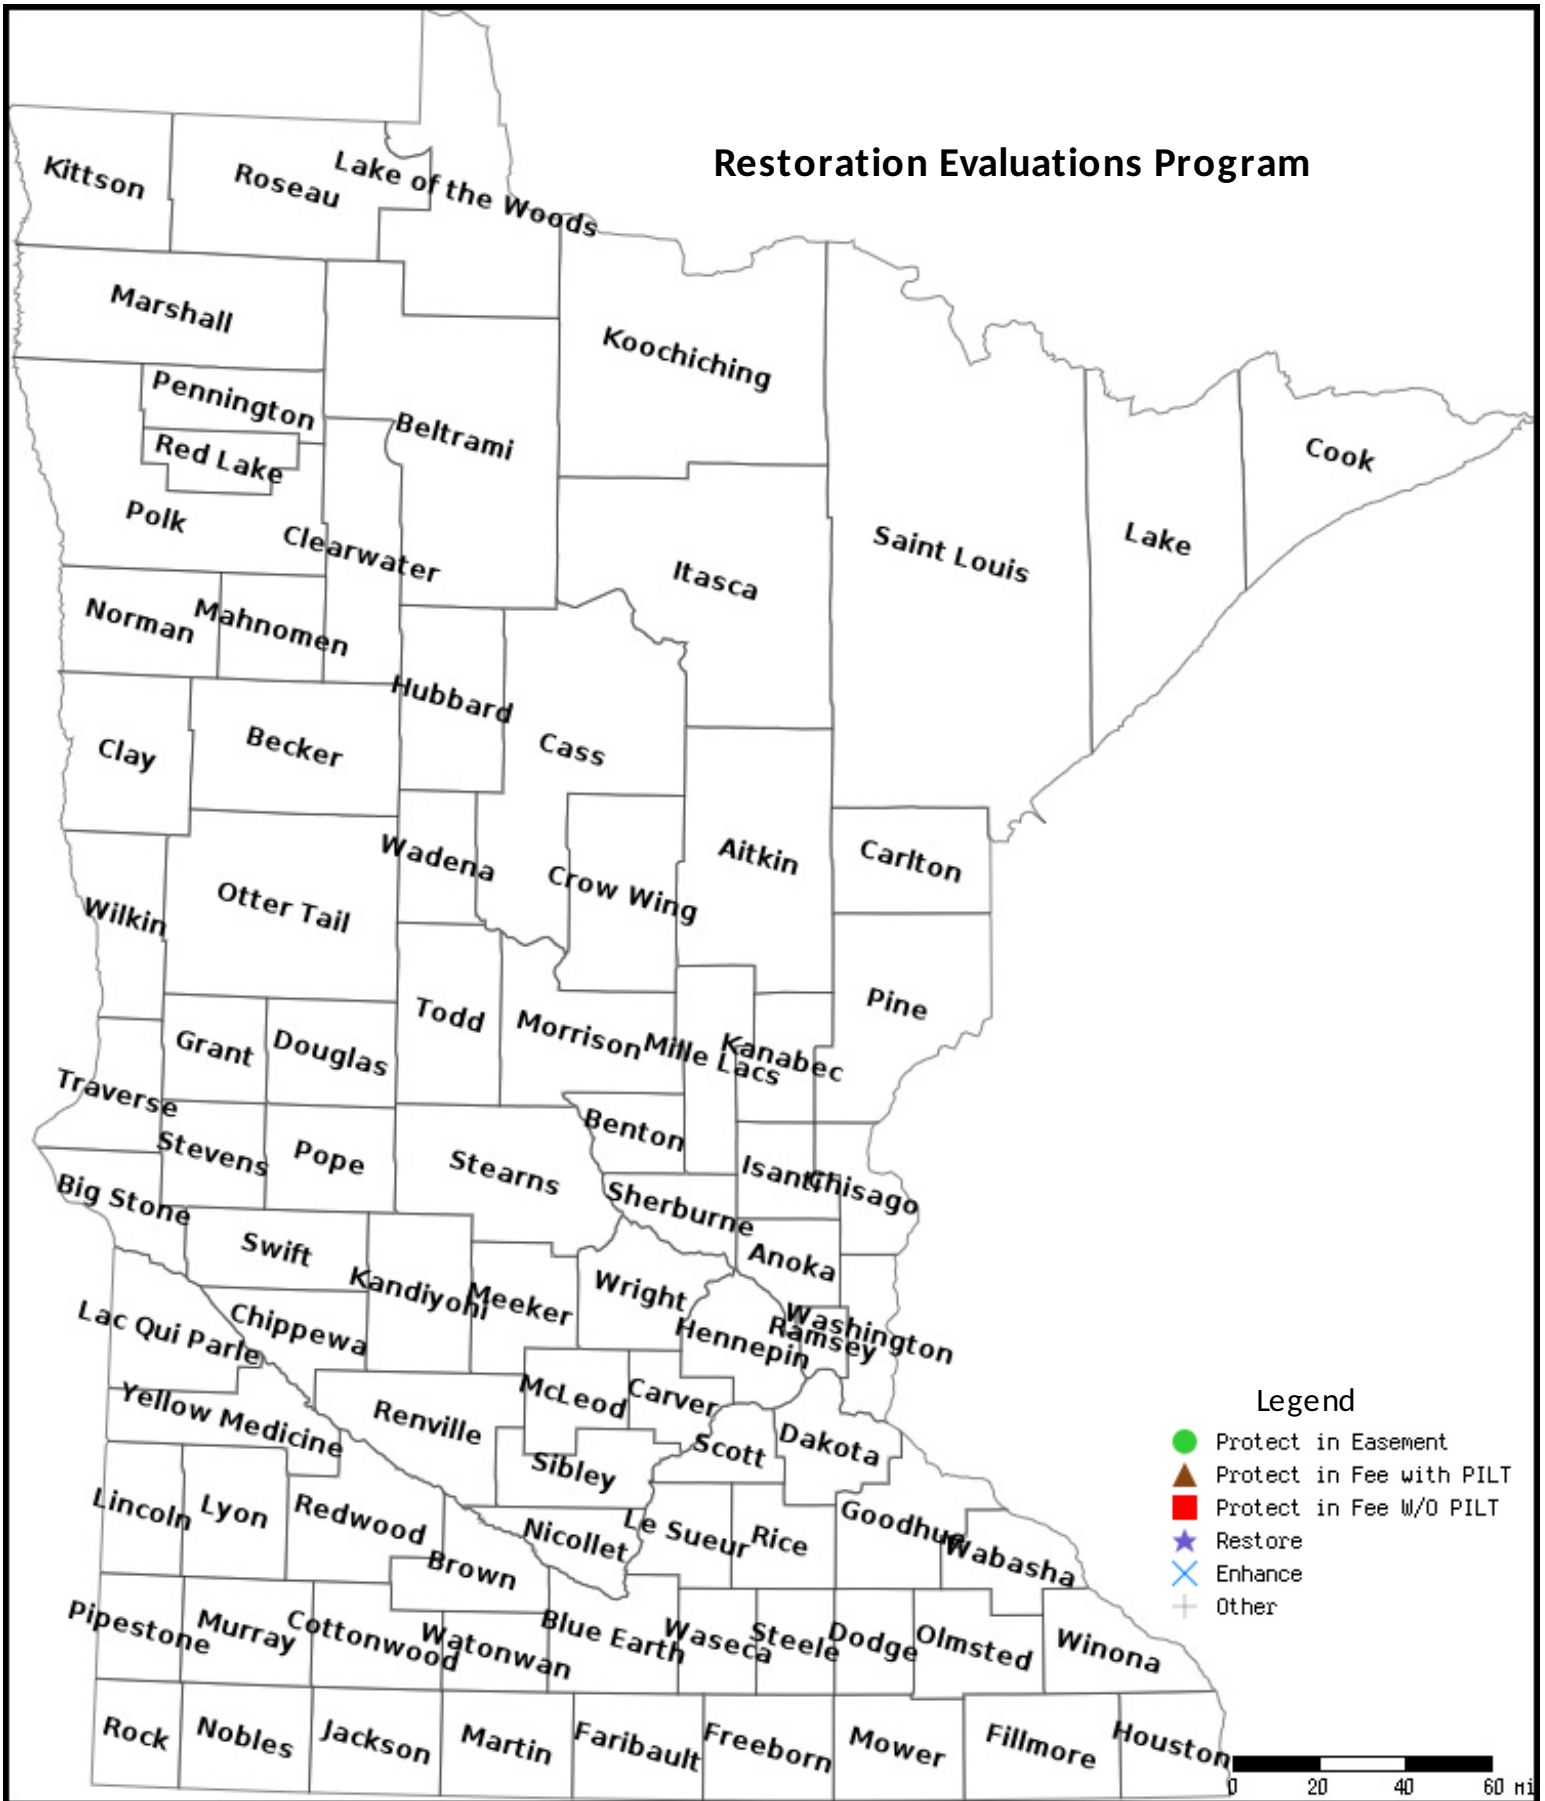 Restoration Evaluations Program
Kittson
Roseau
Lake of the Woods
Marshall
Koochiching
Pennington
Beltrami
Red Lake
Cook
Polk
Clearwater
Saint Louis
Lake
Itasca
Norman
Mahnomen
Hubbard
Clay
Becker
Cass
Wadena
Aitkin
Carlton
Crow Wing
Otter Tail
Wilkin
Pine
Todd
Morrison
Mille Lacs
Kanabec
Grant
Douglas
Traverse
Benton
Stevens
Pope
Stearns
Isanti
Chisago
Big Stone
Sherburne
Swift
Anoka
Kandiyohi
Meeker
Wright
Lac Qui Parle
Chippewa
Hennepin
Ramsey
Washington
Yellow Medicine
Renville
McLeod
Carver
Scott
Dakota
Sibley
Lincoln
Lyon
Redwood
Nicollet
Le Sueur
Rice
Goodhue
Wabasha
Brown
Pipestone
Murray
Cottonwood
Watonwan
Blue Earth
Waseca
Steele
Dodge
Olmsted
Winona
Rock
Nobles
Jackson
Martin
Faribault
Freeborn
Mower
Fillmore
Houston
Legend
Protect in Easement
Protect in Fee with PILT
Protect in Fee W/O PILT
Restore
Enhance
Other
0 20 40 60 mi